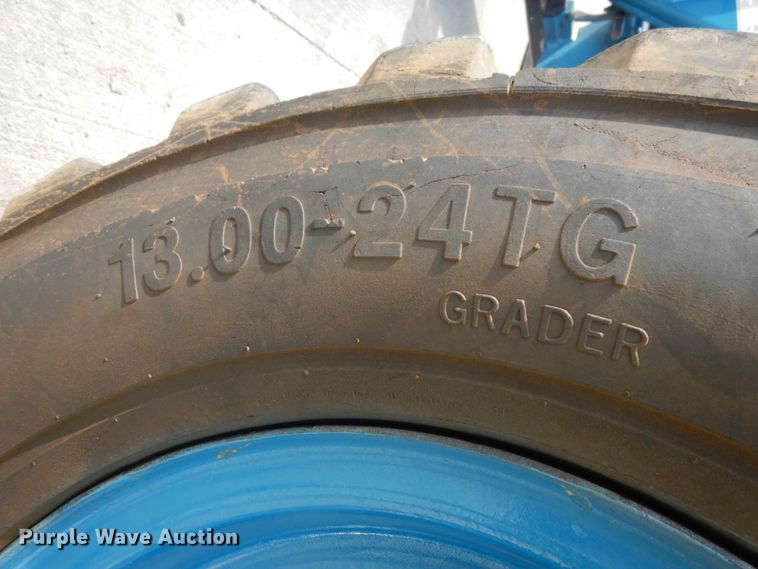 13.00-24TG
GRADER
Purple Wave Auction